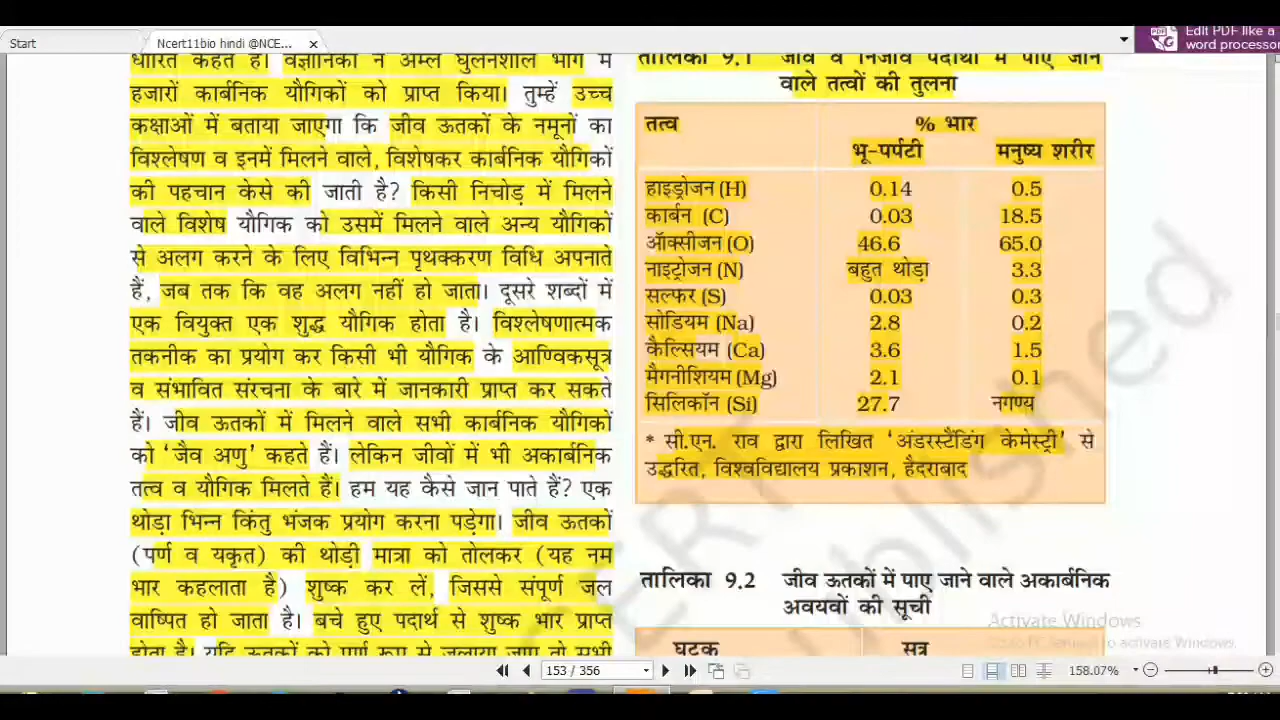 Start
Ncert11bio hindi @NCE...
Edit PDF like a
word processor
धारित कहते हैं। वैज्ञानिकों ने अम्ल घुलनशील भाग में
हजारों कार्बनिक यौगिकों को प्राप्त किया। तुम्हें उच्च
कक्षाओं में बताया जाएगा कि जीव ऊतकों के नमूनों का
विश्लेषण व इनमें मिलने वाले, विशेषकर कार्बनिक यौगिकों
की पहचान केसे की जाती है? किसी निचोड़ में मिलने
वाले विशेष यौगिक को उसमें मिलने वाले अन्य यौगिकों
से अलग करने के लिए विभिन्न पृथक्करण विधि अपनाते
हैं, जब तक कि वह अलग नहीं हो जाता। दूसरे शब्दों में
एक वियुक्त एक शुद्ध यौगिक होता है। विश्लेषणात्मक
तकनीक का प्रयोग कर किसी भी यौगिक के आण्विकसूत्र
व संभावित संरचना के बारे में जानकारी प्राप्त कर सकते
हैं। जीव ऊतकों में मिलने वाले सभी कार्बनिक यौगिकों
को ‘जैव अणु’ कहते हैं। लेकिन जीवों में भी अकार्बनिक
तत्व व यौगिक मिलते हैं। हम यह कैसे जान पाते हैं? एक
थोड़ा भिन्न किंतु भंजक प्रयोग करना पड़ेगा। जीव ऊतकों
(पर्ण व यकृत) की थोड़ी मात्रा को तोलकर (यह नम
भार कहलाता है) शुष्क कर लें, जिससे संपूर्ण जल
वाष्पित हो जाता है। बचे हुए पदार्थ से शुष्क भार प्राप्त
होता है। यदि ऊतकों को पूर्ण रूप से जलाया जाए तो सभी
तालिका 9.1 जीव व निर्जीव पदार्थों में पाए जाने
वाले तत्वों की तुलना
तत्व % भार
भू-पर्पटी मनुष्य शरीर
हाइड्रोजन (H) 0.14 0.5
कार्बन (C) 0.03 18.5
ऑक्सीजन (O) 46.6 65.0
नाइट्रोजन (N) बहुत थोड़ा 3.3
सल्फर (S) 0.03 0.3
सोडियम (Na) 2.8 0.2
कैल्सियम (Ca) 3.6 1.5
मैगनीशियम (Mg) 2.1 0.1
सिलिकॉन (Si) 27.7 नगण्य
* सी.एन. राव द्वारा लिखित ‘अंडरस्टैंडिंग केमेस्ट्री’ से
उद्धरित, विश्वविद्यालय प्रकाशन, हैदराबाद
तालिका 9.2 जीव ऊतकों में पाए जाने वाले अकार्बनिक
अवयवों की सूची
घटक सूत्र
Activate Windows
to activate Windows.
153 / 356
158.07%